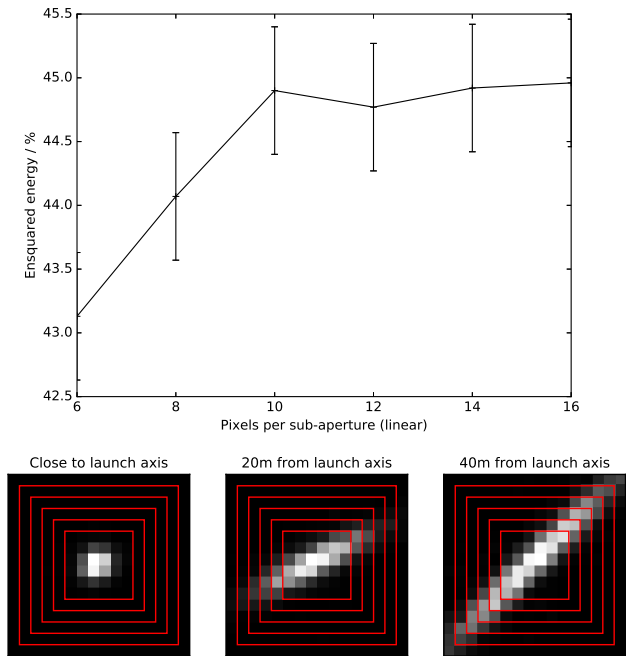 45.5
45.0
44.5
44.0
43.5
43.0
42.5
Ensquared energy / %
6 8 10 12 14 16
Pixels per sub-aperture (linear)
Close to launch axis
20m from launch axis
40m from launch axis